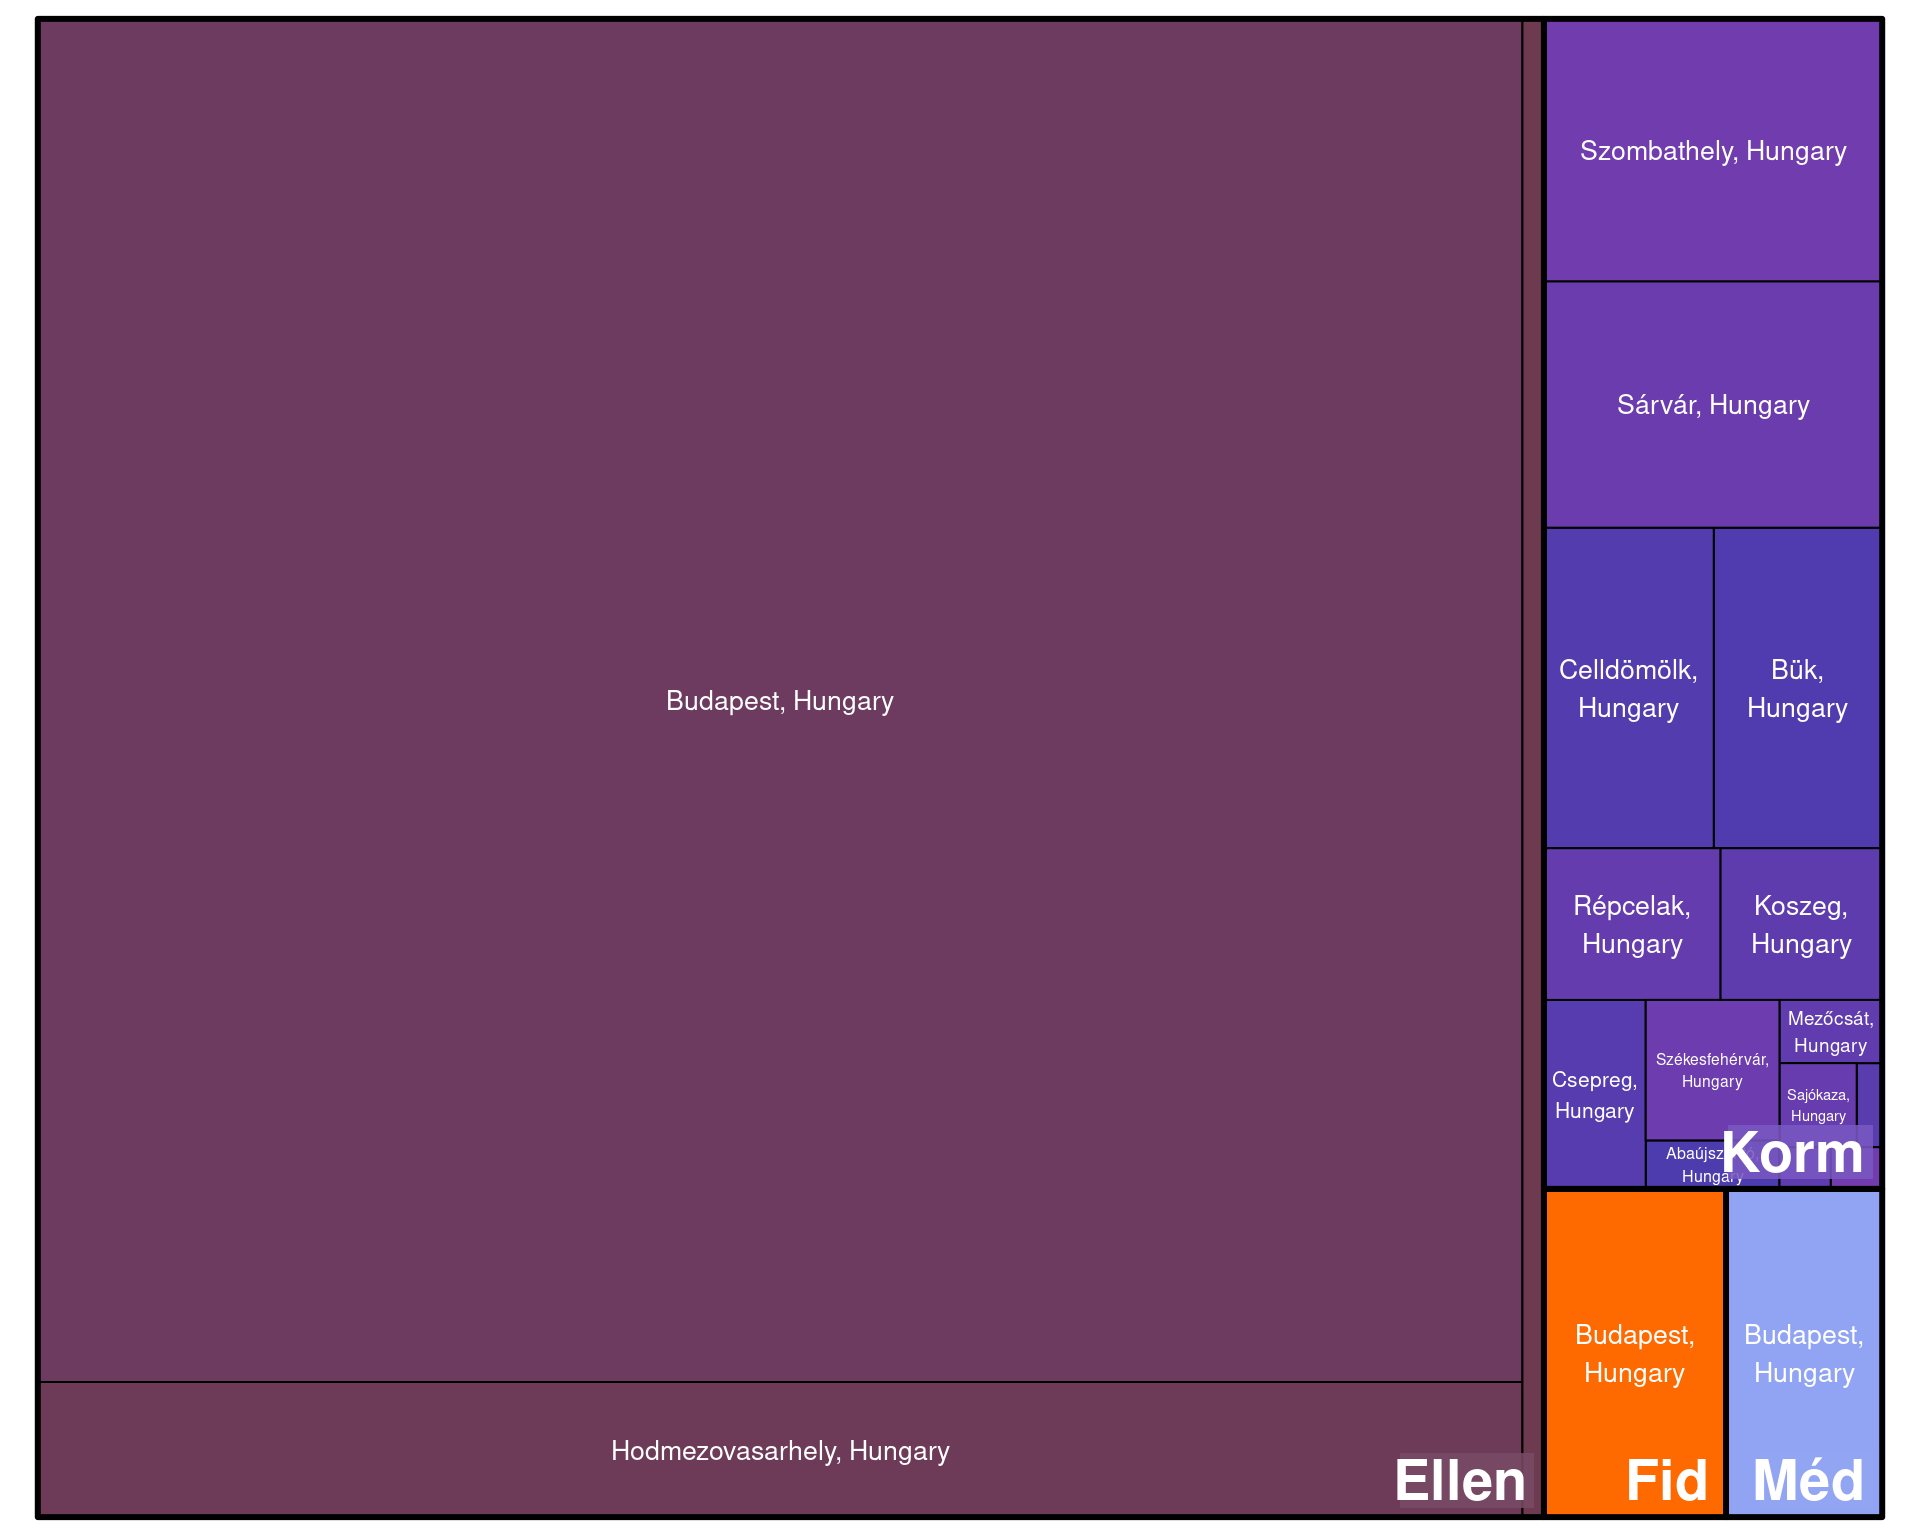 Budapest, Hungary
Hodmezovasarhely, Hungary
Ellen
Szombathely, Hungary
Sárvár, Hungary
Celldömölk,
Hungary
Bük,
Hungary
Répcelak,
Hungary
Koszeg,
Hungary
Csepreg,
Hungary
Székesfehérvár,
Hungary
Mezőcsát,
Hungary
Sajókaza,
Hungary
Hungary
Korm
Budapest,
Hungary
Fid
Budapest,
Hungary
Méd